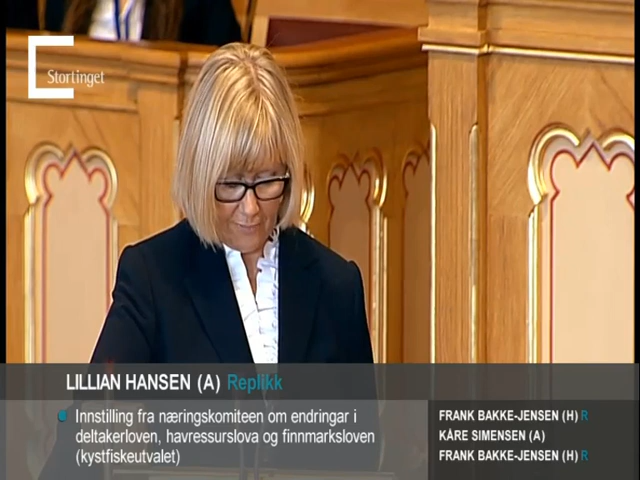 Stortinget
LILLIAN HANSEN (A) Replikk
Innstilling fra næringskomiteen om endringar i
deltakerloven, havressurslova og finnmarksloven
(kystfiskeutvalet)
FRANK BAKKE-JENSEN (H) R
KÅRE SIMENSEN (A)
FRANK BAKKE-JENSEN (H) R